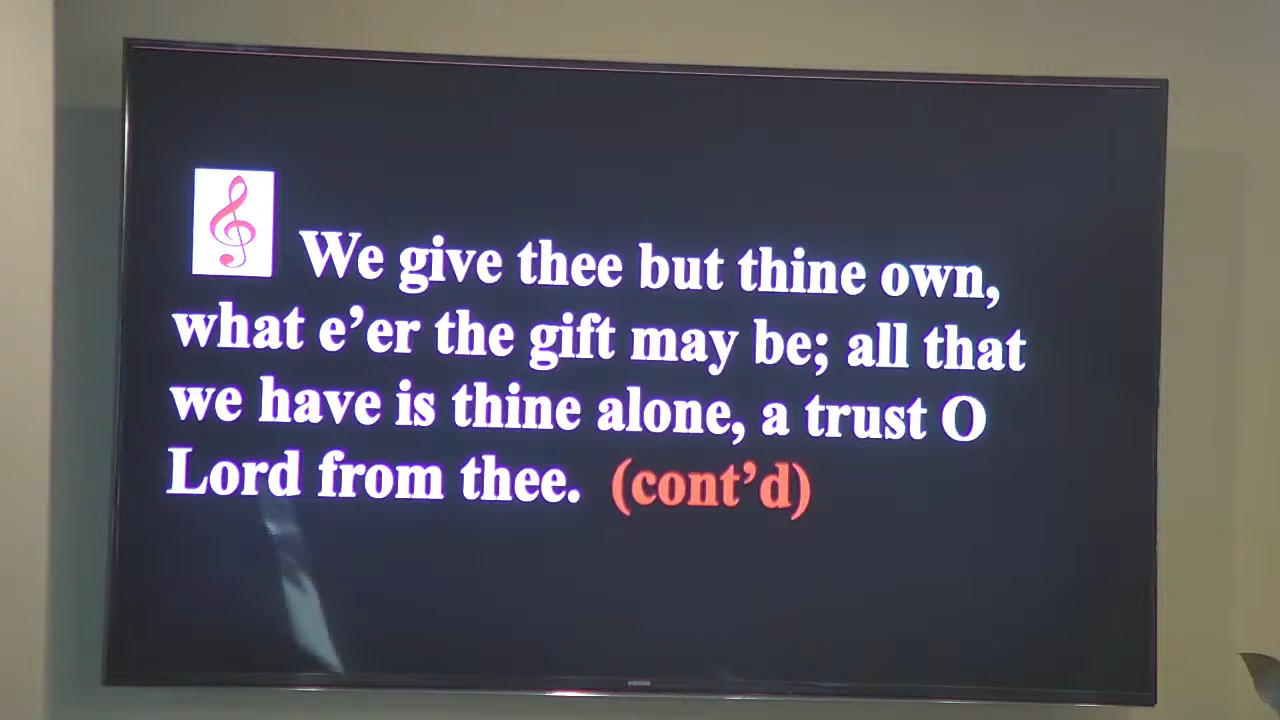 We give thee but thine own,
what e’er the gift may be; all that
we have is thine alone, a trust O
Lord from thee. (cont’d)
SAMSUNG